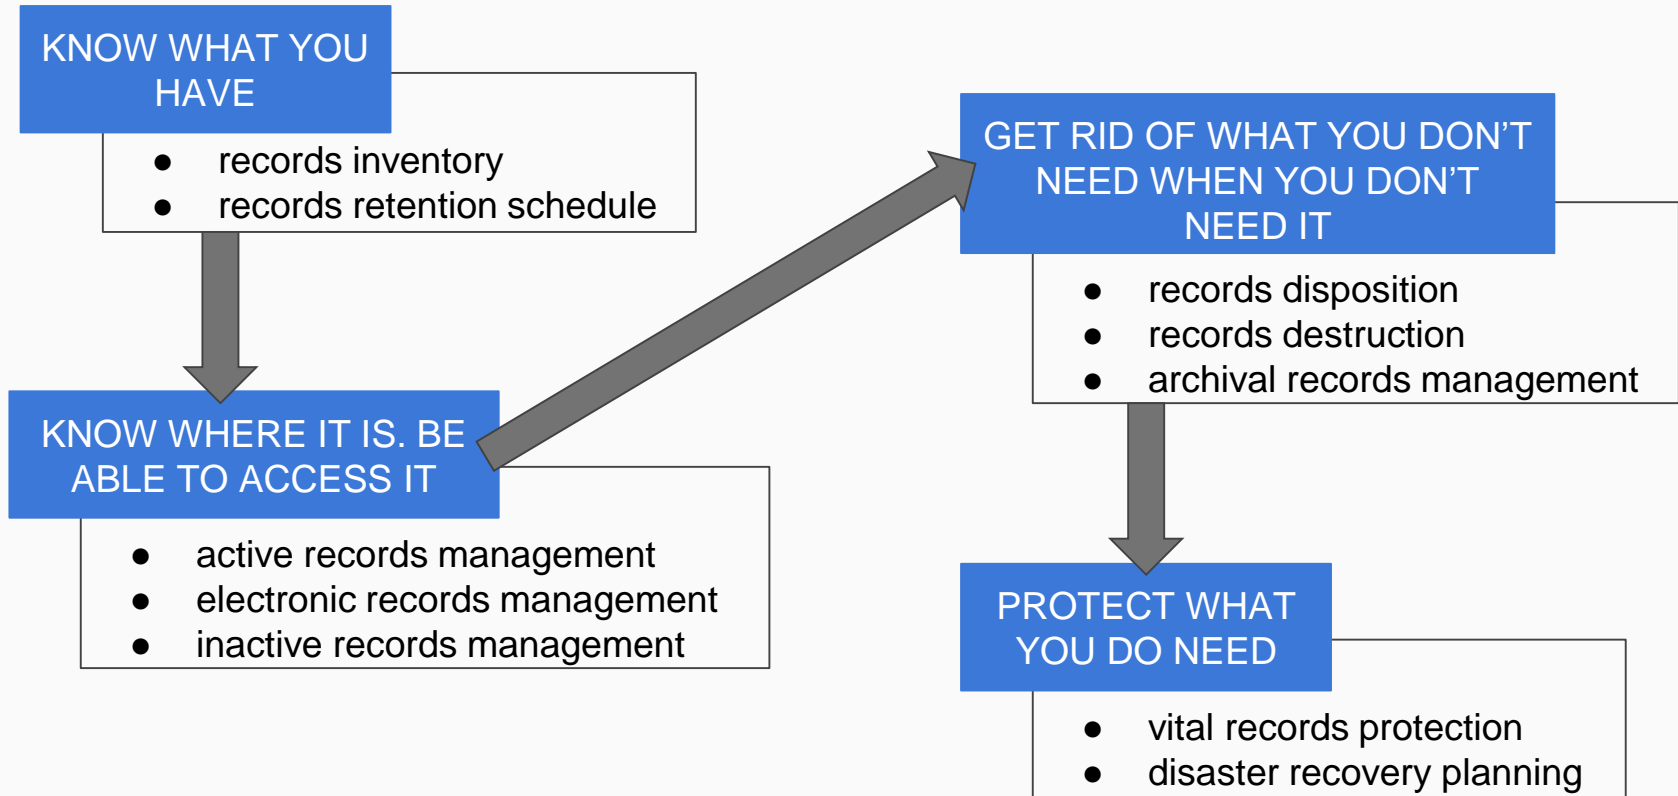 KNOW WHAT YOU
HAVE
● records inventory
● records retention schedule
KNOW WHERE IT IS. BE
ABLE TO ACCESS IT
● active records management
● electronic records management
● inactive records management
GET RID OF WHAT YOU DON’T
NEED WHEN YOU DON’T
NEED IT
● records disposition
● records destruction
● archival records management
PROTECT WHAT
YOU DO NEED
● vital records protection
● disaster recovery planning